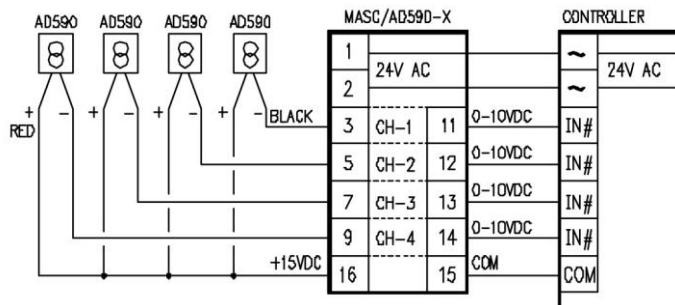 AD590 AD590 AD590 AD590 MASC/AD590-X CONTROLLER
1 ~
24V AC 24V AC
2 ~
+ - + - + - + - BLACK 3 CH-1 11 0-10VDC IN#
RED
5 CH-2 12 0-10VDC IN#
7 CH-3 13 0-10VDC IN#
9 CH-4 14 0-10VDC IN#
+15VDC 16 15 COM COM